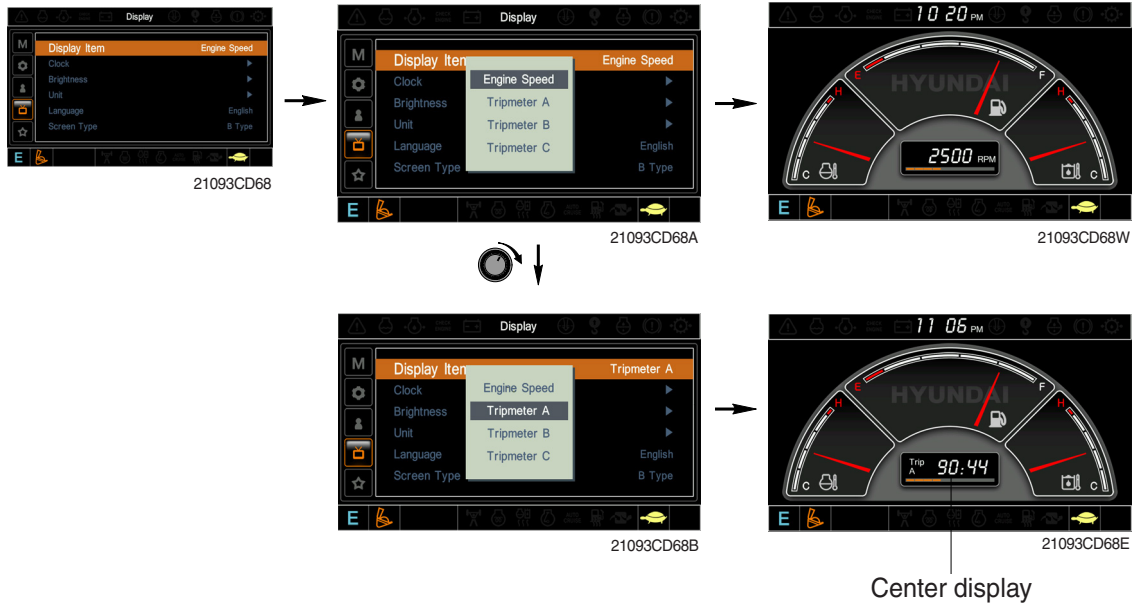 Display
M
Display Item Engine Speed
Clock
Brightness
Unit
Language English
Screen Type B Type
E
21093CD68
Display
M
Display Item Engine Speed
Clock
Brightness
Unit
Language English
Screen Type B Type
Engine Speed
Tripmeter A
Tripmeter B
Tripmeter C
E
21093CD68A
10 20 PM
E F
HYUNDAI
H H
C C
2500 RPM
E
21093CD68W
Display
M
Display Item Tripmeter A
Clock
Brightness
Unit
Language English
Screen Type B Type
Engine Speed
Tripmeter A
Tripmeter B
Tripmeter C
E
21093CD68B
11 06 PM
E F
HYUNDAI
H H
C C
Trip
A 90:44
E
21093CD68E
Center display